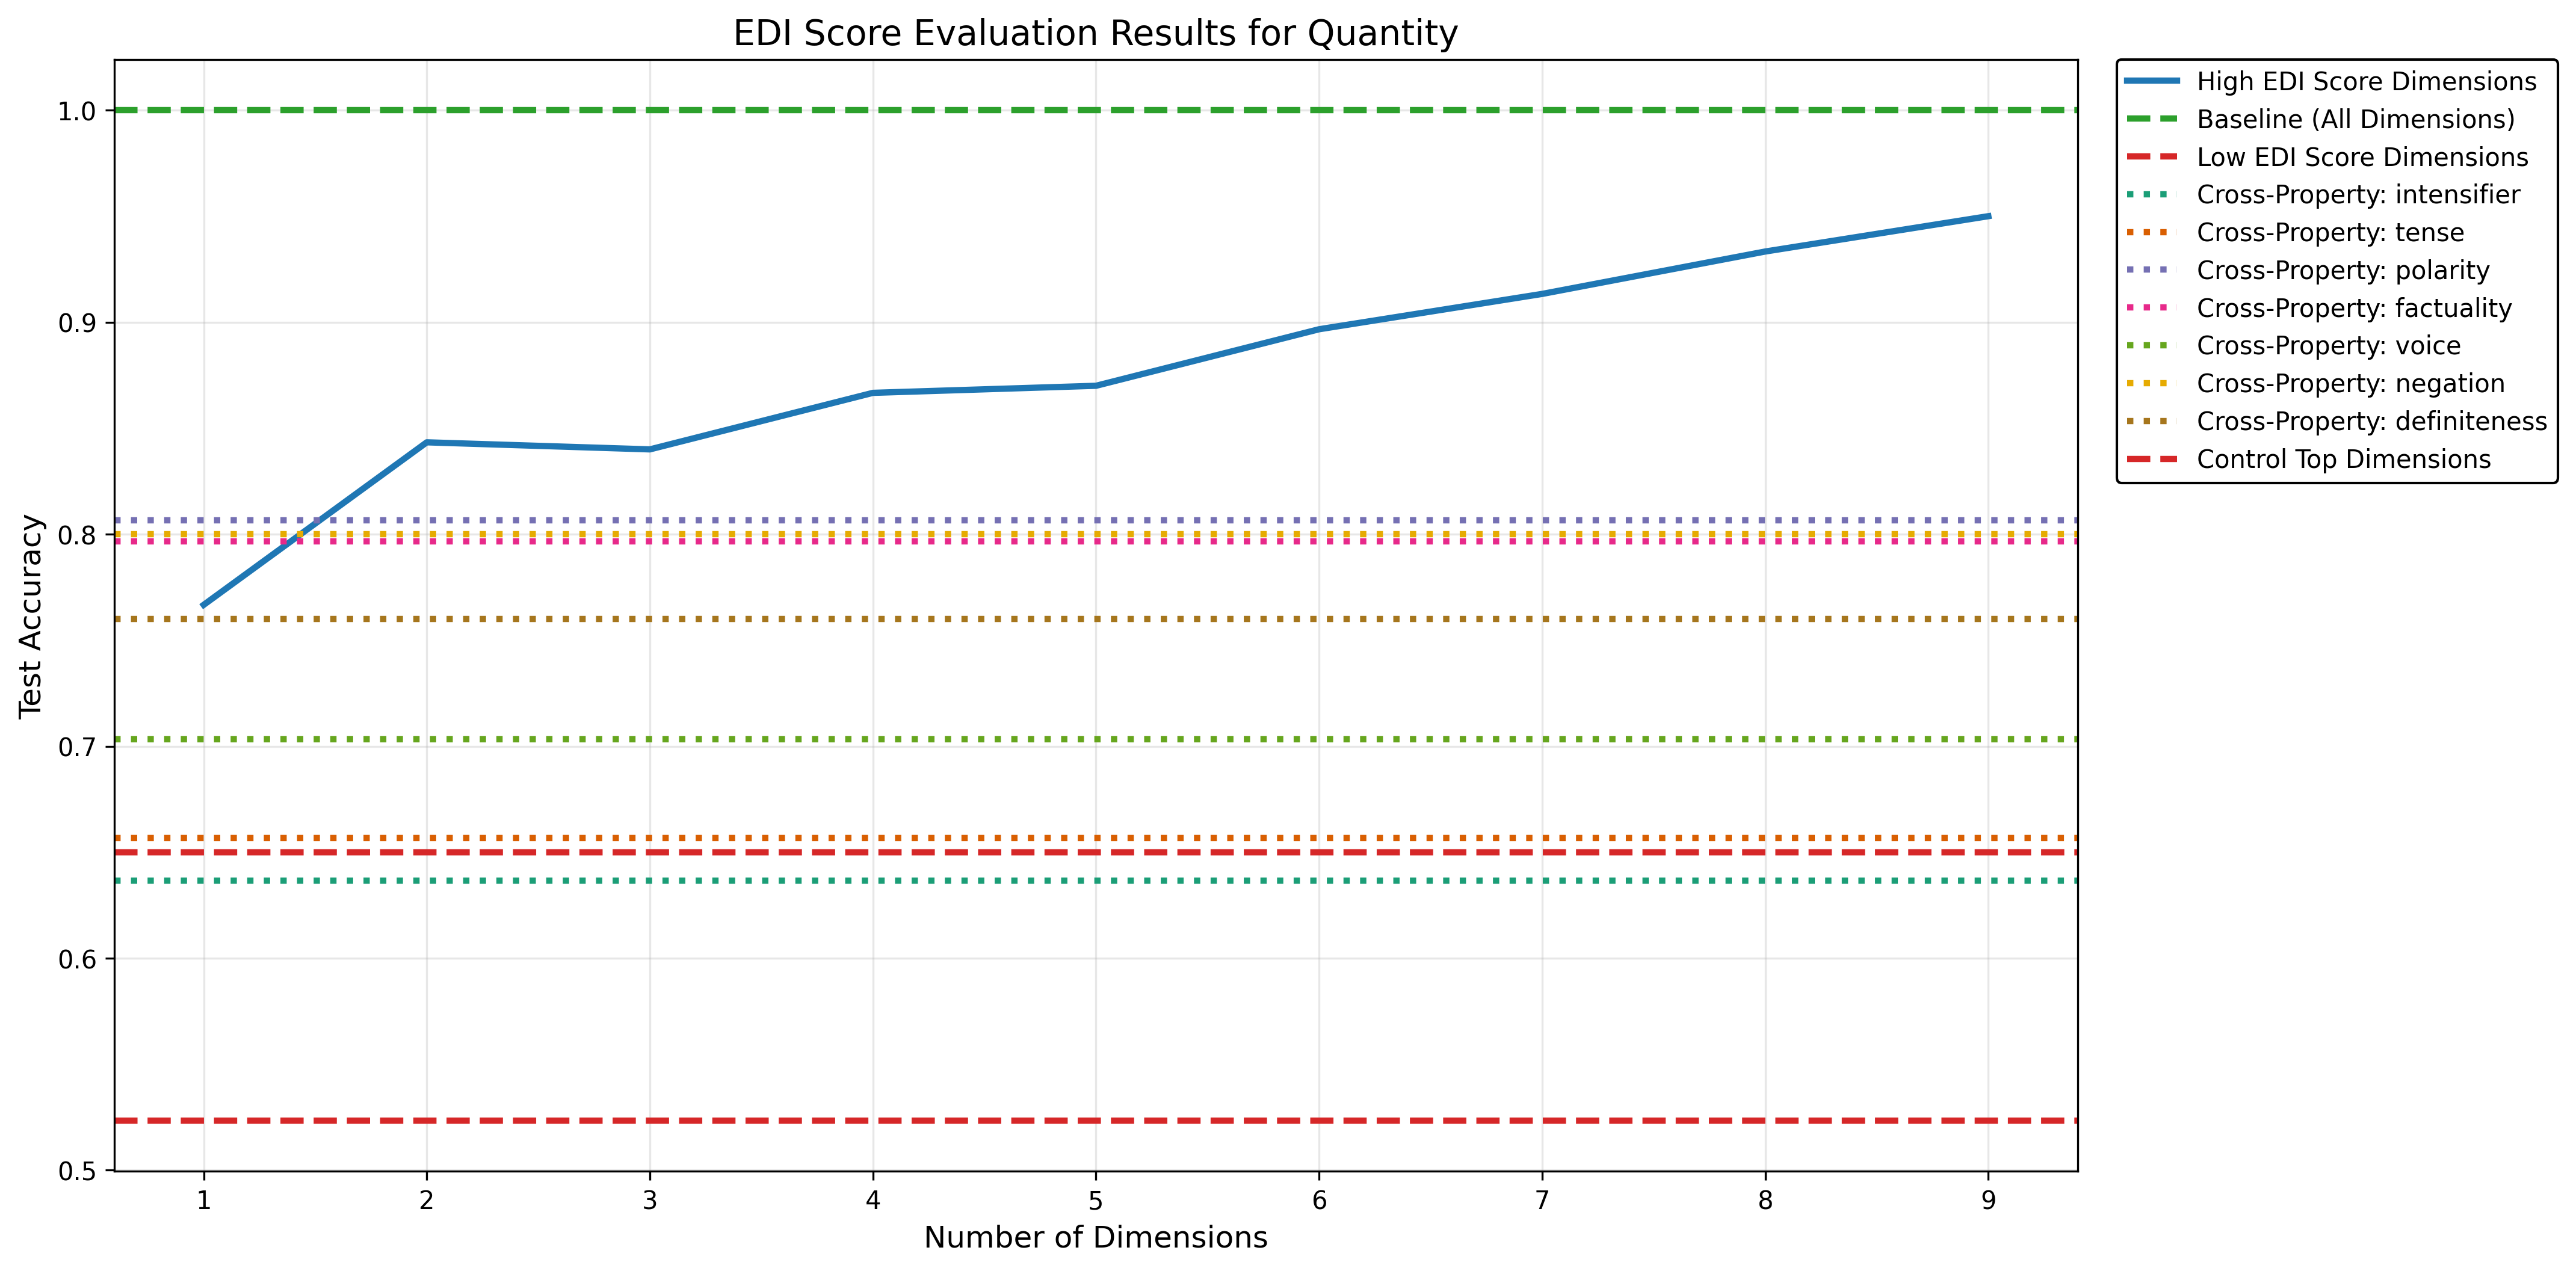 EDI Score Evaluation Results for Quantity
1.0
0.9
0.8
0.7
0.6
0.5
Test Accuracy
1 2 3 4 5 6 7 8 9
Number of Dimensions
High EDI Score Dimensions
Baseline (All Dimensions)
Low EDI Score Dimensions
Cross-Property: intensifier
Cross-Property: tense
Cross-Property: polarity
Cross-Property: factuality
Cross-Property: voice
Cross-Property: negation
Cross-Property: definiteness
Control Top Dimensions